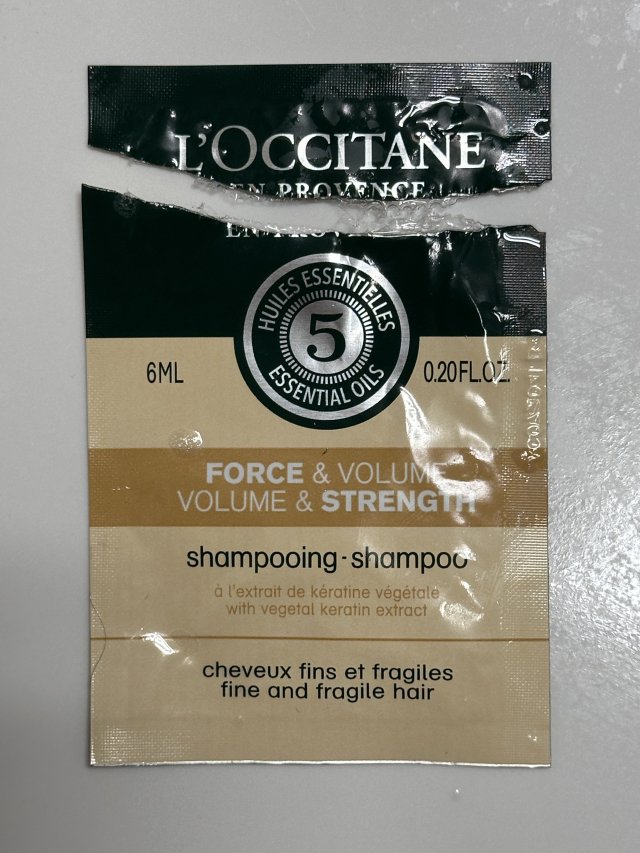 L'OCCITANE
EN PROVENCE
HUILES ESSENTIELLES
5
ESSENTIAL OILS
6ML
0.20FL.OZ.
FORCE & VOLUME
VOLUME & STRENGTH
shampooing - shampoo
à l'extrait de kératine végétale
with vegetal keratin extract
cheveux fins et fragiles
fine and fragile hair